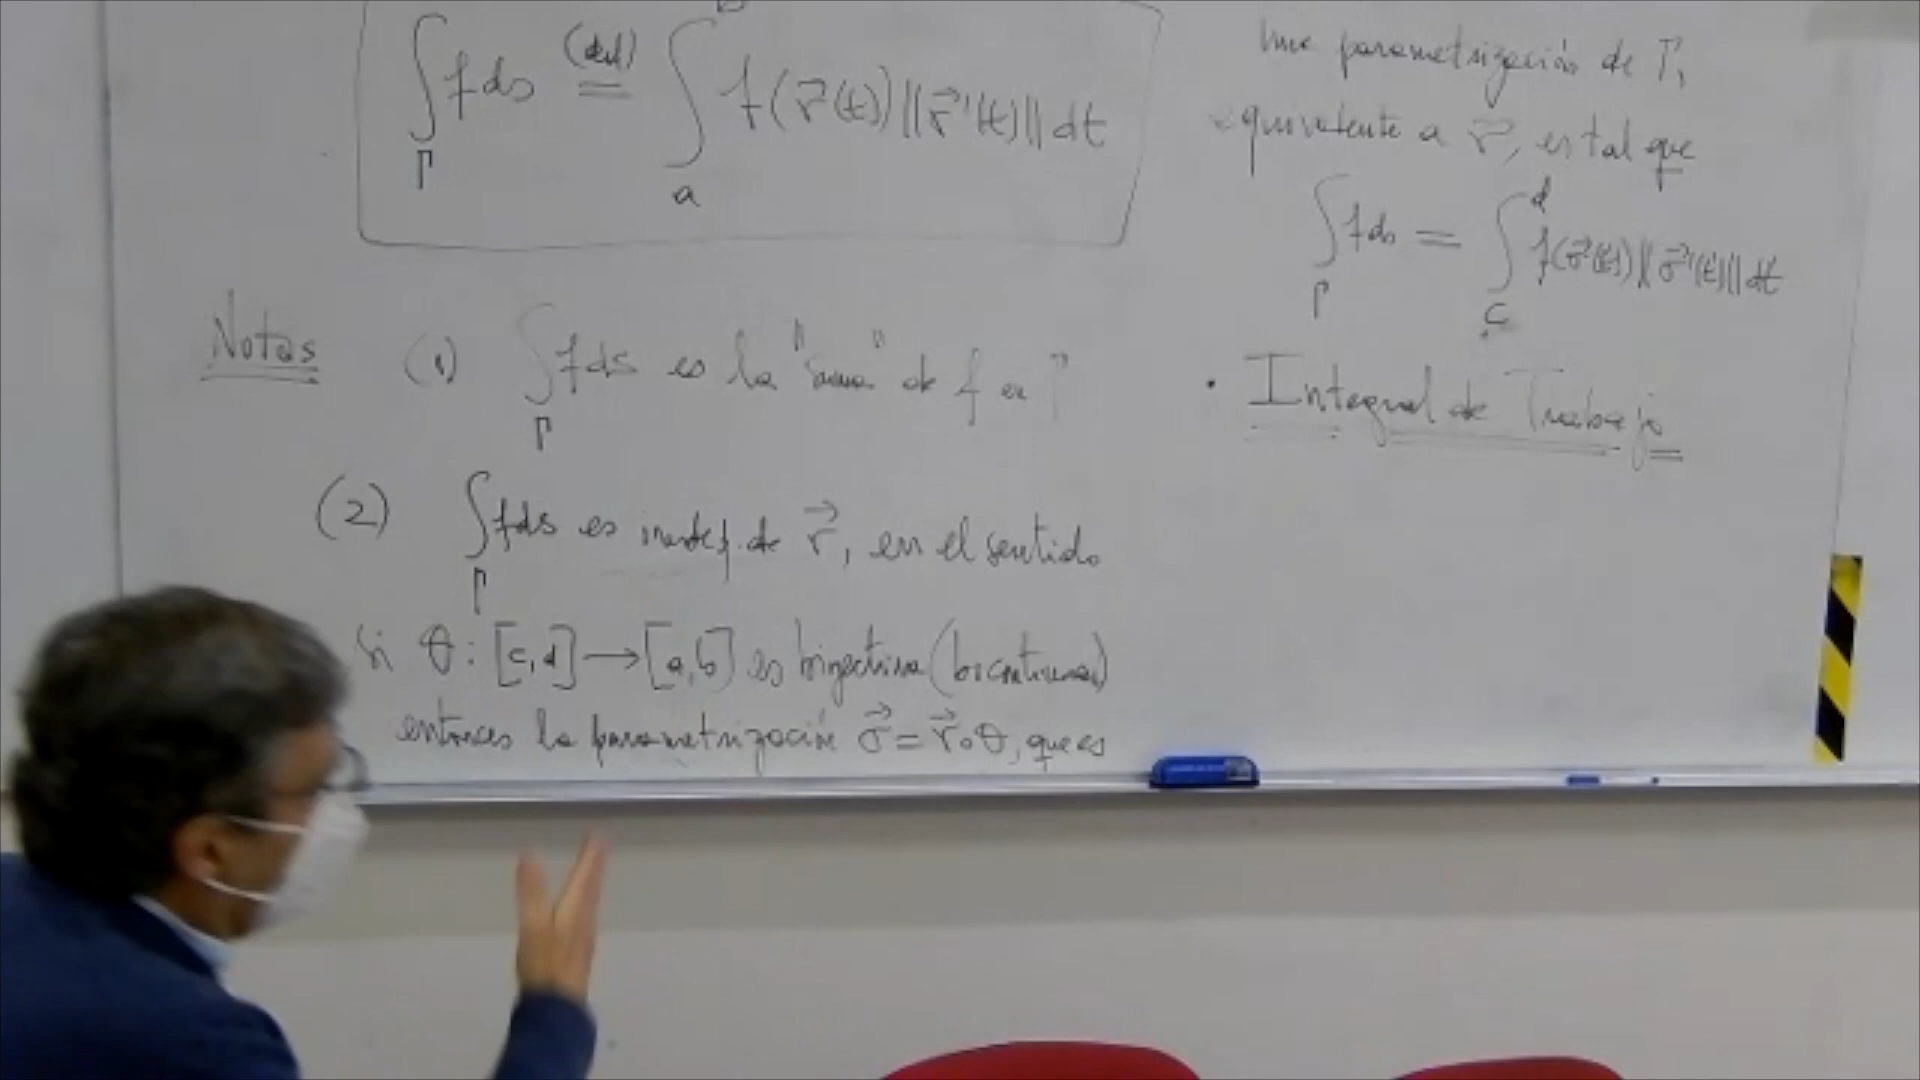 ∫_Γ f ds (def)= ∫_a^b f(r⃗(t)) ||r⃗'(t)|| dt
Notas (1) ∫_Γ f ds es la "suma" de f en Γ
(2) ∫_Γ f ds es indep. de r⃗, en el sentido
si θ: [c,d] → [a,b] es biyectiva (bicontinua)
entonces la parametrización σ⃗ = r⃗∘θ, que es
una parametrización de Γ,
equivalente a r⃗, es tal que
∫_Γ f ds = ∫_c^d f(σ⃗(t)) ||σ⃗'(t)|| dt
• Integral de Trabajo